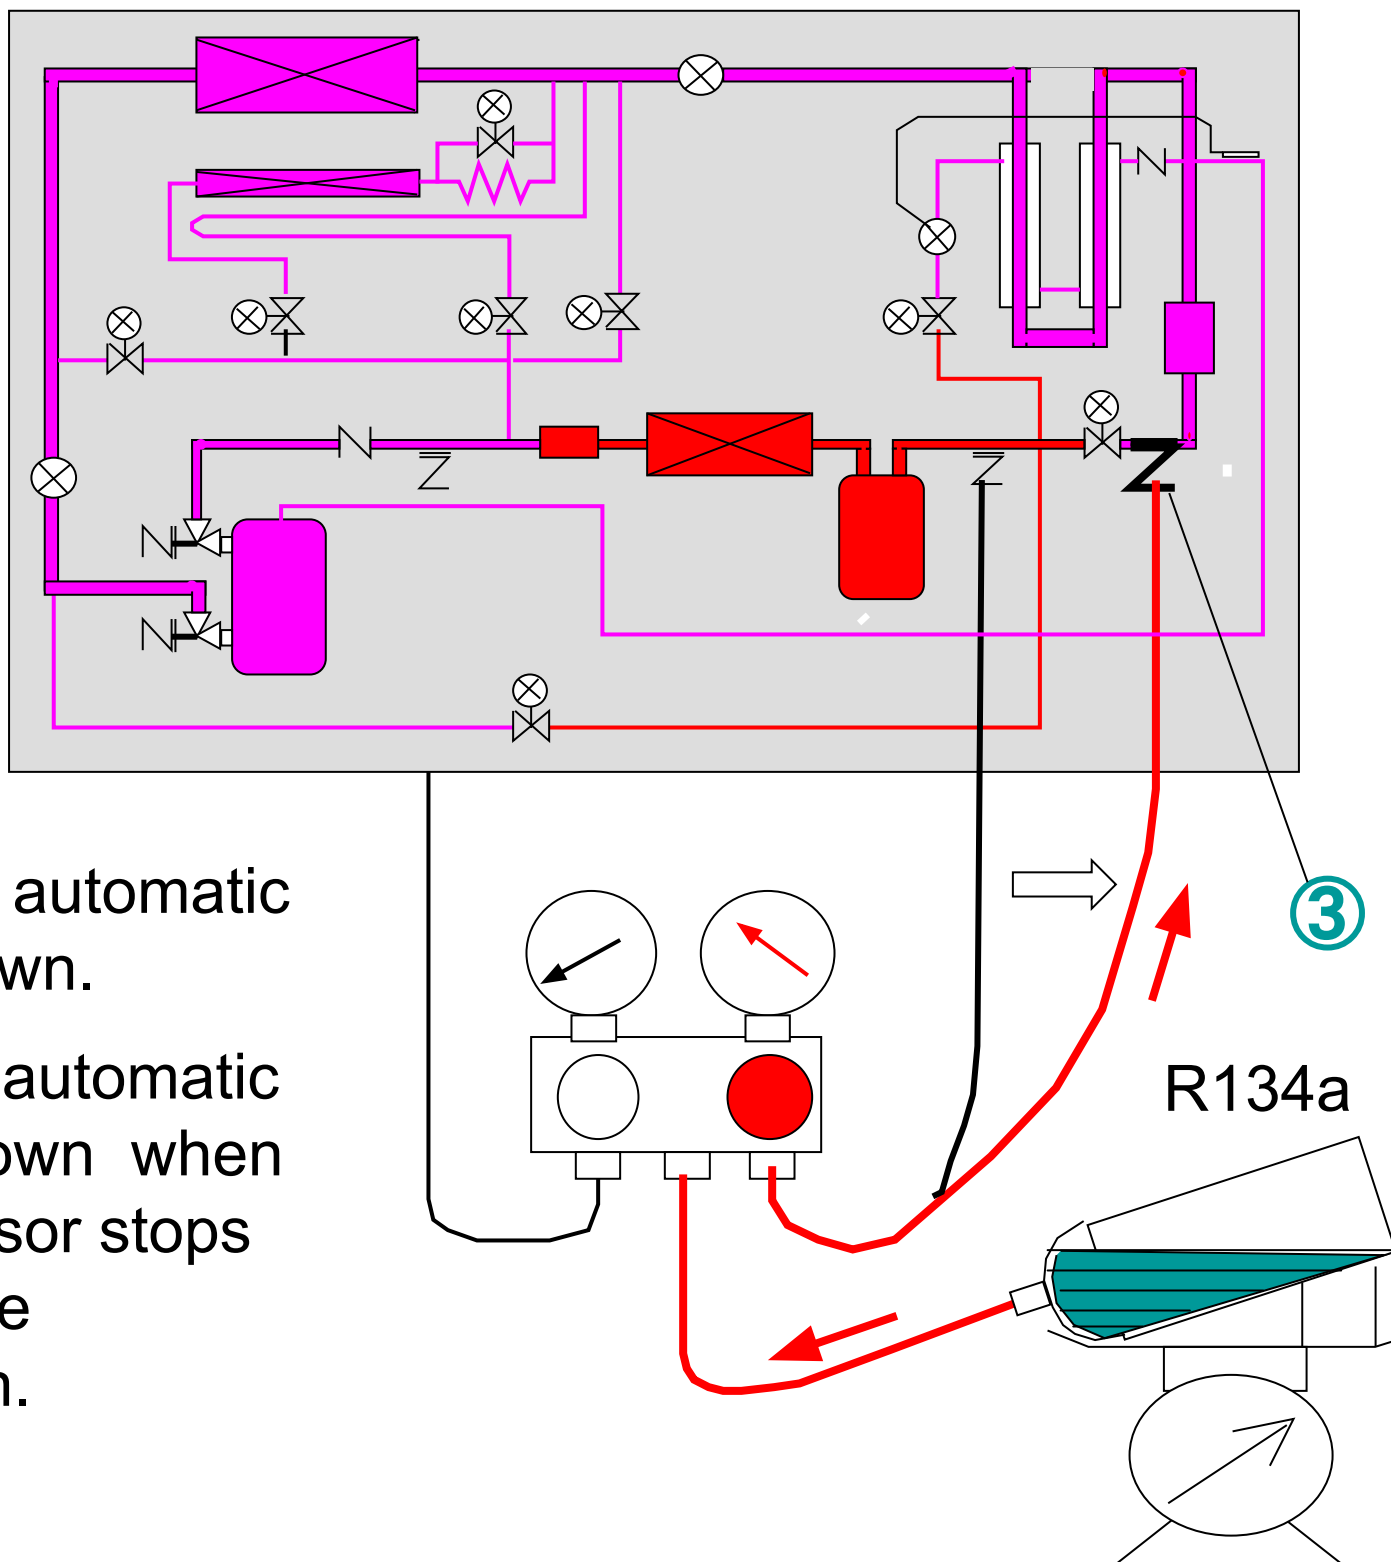 automatic
wn.
③
automatic
R134a
own when
sor stops
e
n.